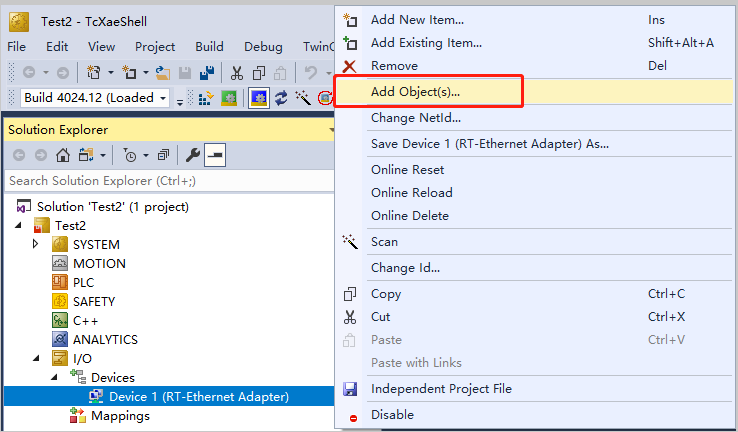 Test2 - TcXaeShell
File Edit View Project Build Debug TwinC
Build 4024.12 (Loaded
Solution Explorer
Search Solution Explorer (Ctrl+;)
Solution 'Test2' (1 project)
Test2
SYSTEM
MOTION
PLC
SAFETY
C++
ANALYTICS
I/O
Devices
Device 1 (RT-Ethernet Adapter)
Mappings
Add New Item... Ins
Add Existing Item... Shift+Alt+A
Remove Del
Add Object(s)...
Change NetId...
Save Device 1 (RT-Ethernet Adapter) As...
Online Reset
Online Reload
Online Delete
Scan
Change Id...
Copy Ctrl+C
Cut Ctrl+X
Paste Ctrl+V
Paste with Links
Independent Project File
Disable